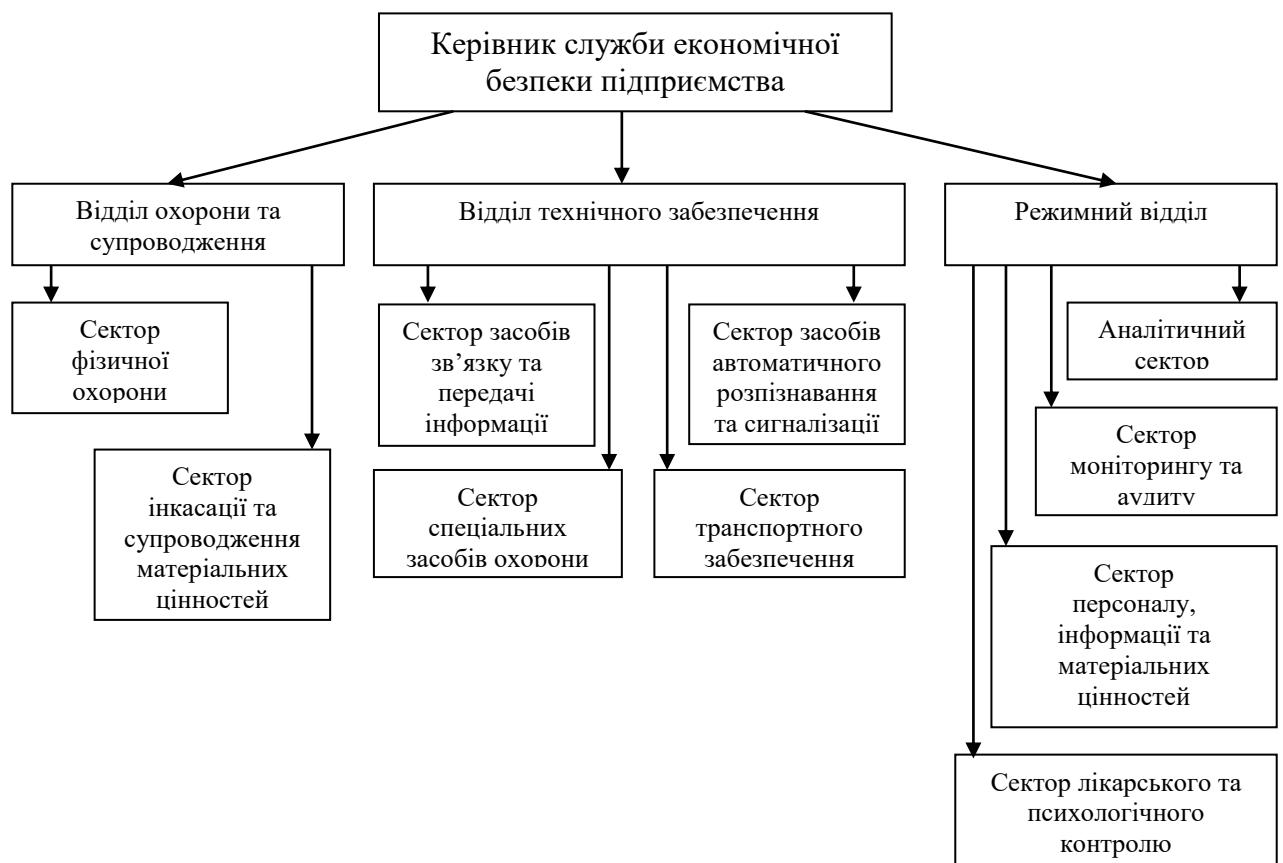 Керівник служби економічної
безпеки підприємства
Відділ охорони та
супроводження
Відділ технічного забезпечення
Режимний відділ
Сектор
фізичної
охорони
Сектор
інкасації та
супроводження
матеріальних
цінностей
Сектор засобів
зв’язку та
передачі
інформації
Сектор засобів
автоматичного
розпізнавання
та сигналізації
Сектор
спеціальних
засобів охорони
Сектор
транспортного
забезпечення
Аналітичний
сектор
Сектор
моніторингу та
аудиту
Сектор
персоналу,
інформації та
матеріальних
цінностей
Сектор лікарського та
психологічного
контролю